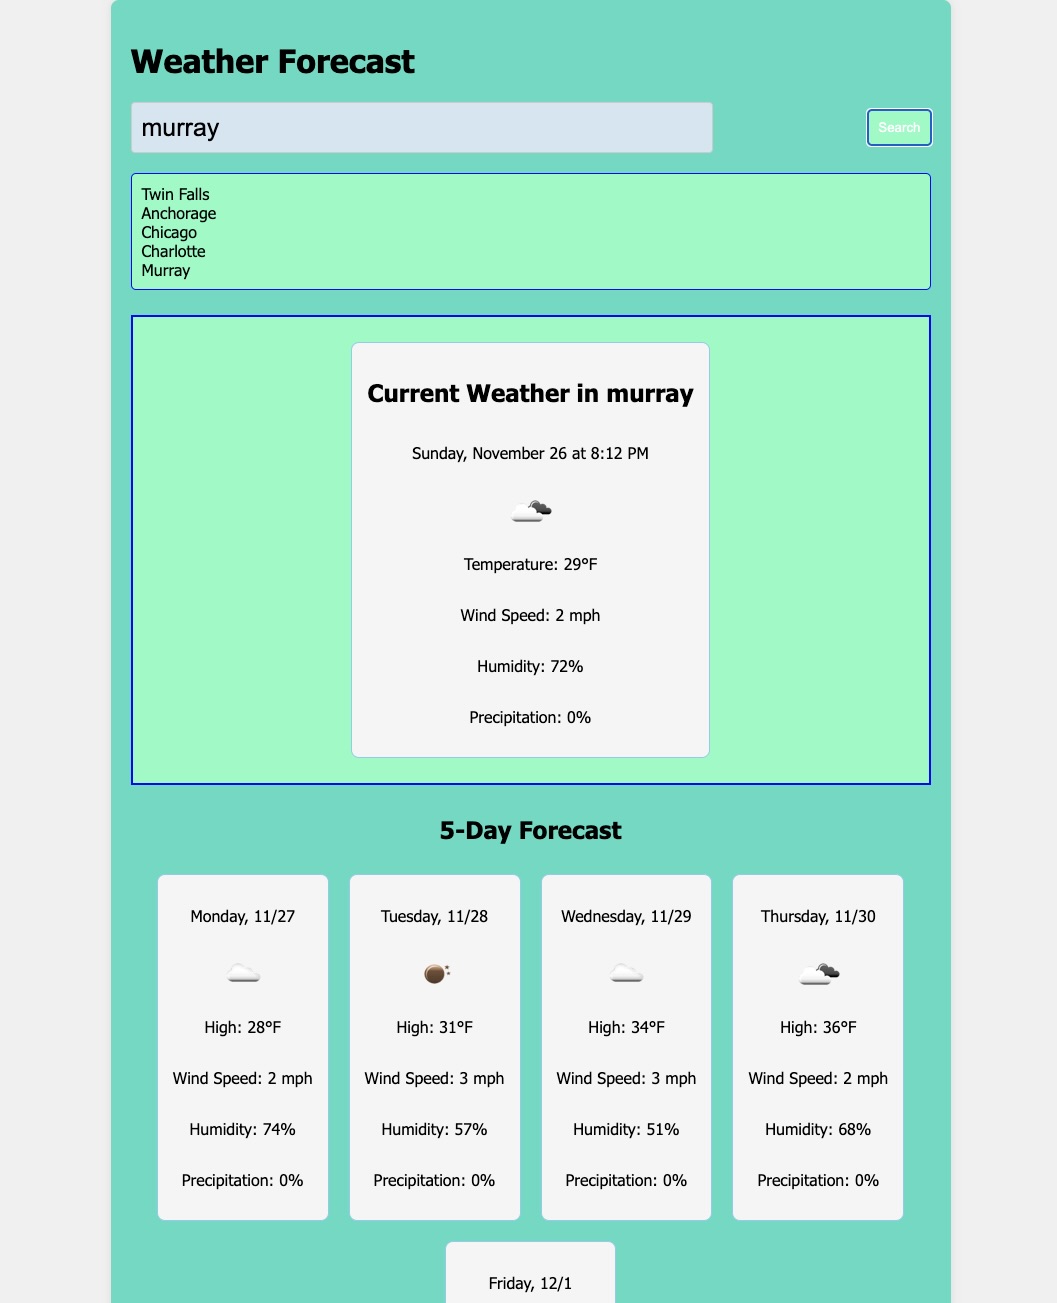 Weather Forecast
murray
Search
Twin Falls
Anchorage
Chicago
Charlotte
Murray
Current Weather in murray
Sunday, November 26 at 8:12 PM
Temperature: 29°F
Wind Speed: 2 mph
Humidity: 72%
Precipitation: 0%
5-Day Forecast
Monday, 11/27
High: 28°F
Wind Speed: 2 mph
Humidity: 74%
Precipitation: 0%
Tuesday, 11/28
High: 31°F
Wind Speed: 3 mph
Humidity: 57%
Precipitation: 0%
Wednesday, 11/29
High: 34°F
Wind Speed: 3 mph
Humidity: 51%
Precipitation: 0%
Thursday, 11/30
High: 36°F
Wind Speed: 2 mph
Humidity: 68%
Precipitation: 0%
Friday, 12/1